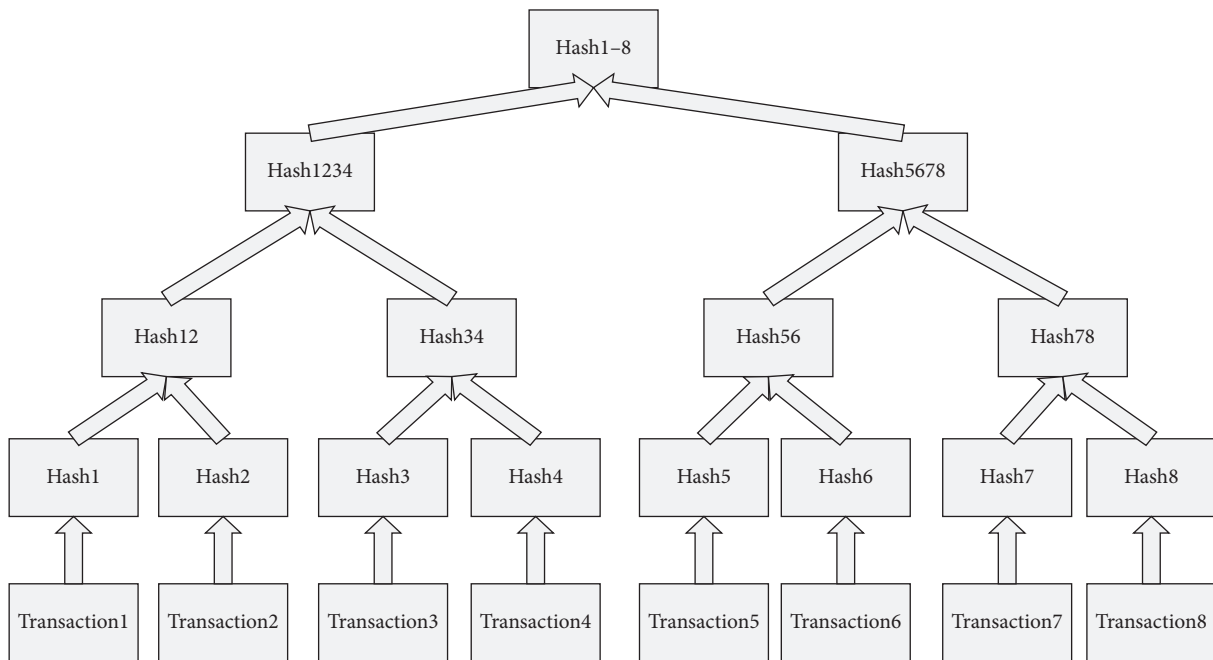 Hash1–8
Hash1234
Hash5678
Hash12
Hash34
Hash56
Hash78
Hash1
Hash2
Hash3
Hash4
Hash5
Hash6
Hash7
Hash8
Transaction1
Transaction2
Transaction3
Transaction4
Transaction5
Transaction6
Transaction7
Transaction8